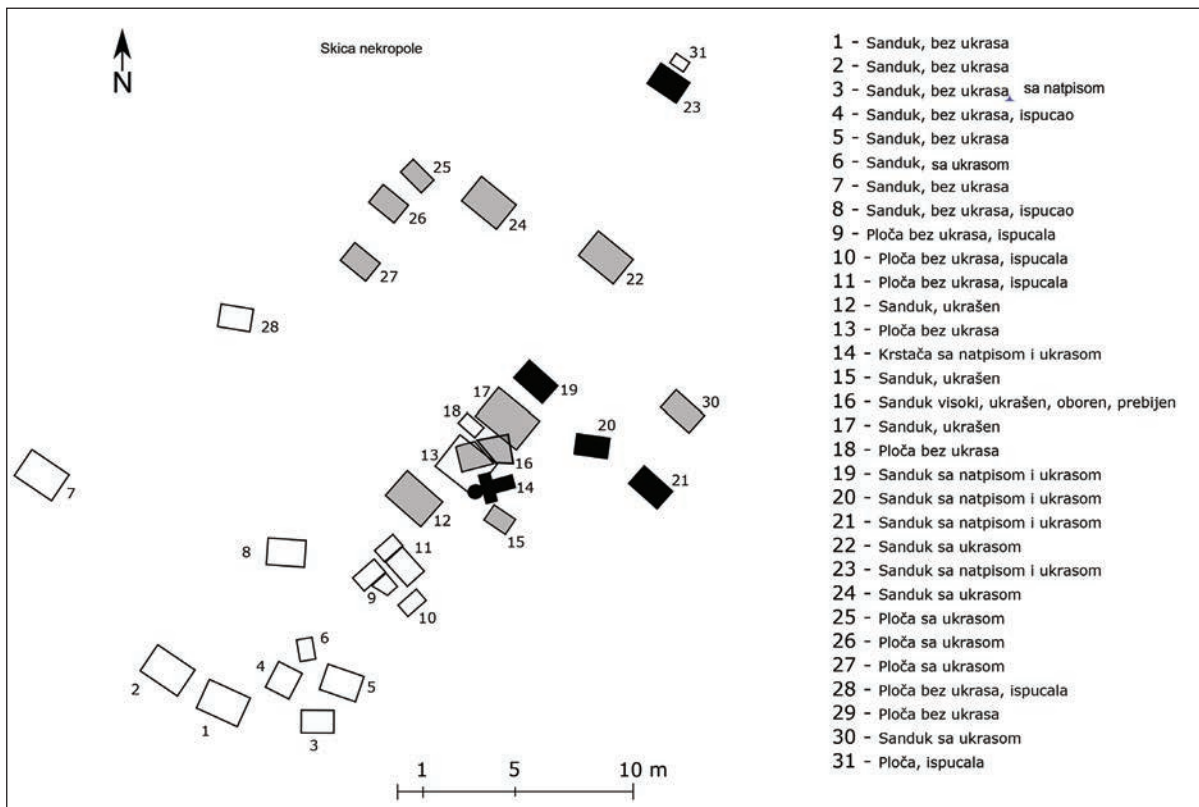 Skica nekropole
N
31
23
25
26
24
27
22
28
17
19
18
30
20
13
16
7
14
21
12
15
11
8
9
10
6
4
5
2
1
3
1 5 10 m
1 - Sanduk, bez ukrasa
2 - Sanduk, bez ukrasa
3 - Sanduk, bez ukrasa sa natpisom
4 - Sanduk, bez ukrasa, ispucao
5 - Sanduk, bez ukrasa
6 - Sanduk, sa ukrasom
7 - Sanduk, bez ukrasa
8 - Sanduk, bez ukrasa, ispucao
9 - Ploča bez ukrasa, ispucala
10 - Ploča bez ukrasa, ispucala
11 - Ploča bez ukrasa, ispucala
12 - Sanduk, ukrašen
13 - Ploča bez ukrasa
14 - Krstača sa natpisom i ukrasom
15 - Sanduk, ukrašen
16 - Sanduk visoki, ukrašen, oboren, prebijen
17 - Sanduk, ukrašen
18 - Ploča bez ukrasa
19 - Sanduk sa natpisom i ukrasom
20 - Sanduk sa natpisom i ukrasom
21 - Sanduk sa natpisom i ukrasom
22 - Sanduk sa ukrasom
23 - Sanduk sa natpisom i ukrasom
24 - Sanduk sa ukrasom
25 - Ploča sa ukrasom
26 - Ploča sa ukrasom
27 - Ploča sa ukrasom
28 - Ploča bez ukrasa, ispucala
29 - Ploča bez ukrasa
30 - Sanduk sa ukrasom
31 - Ploča, ispucala